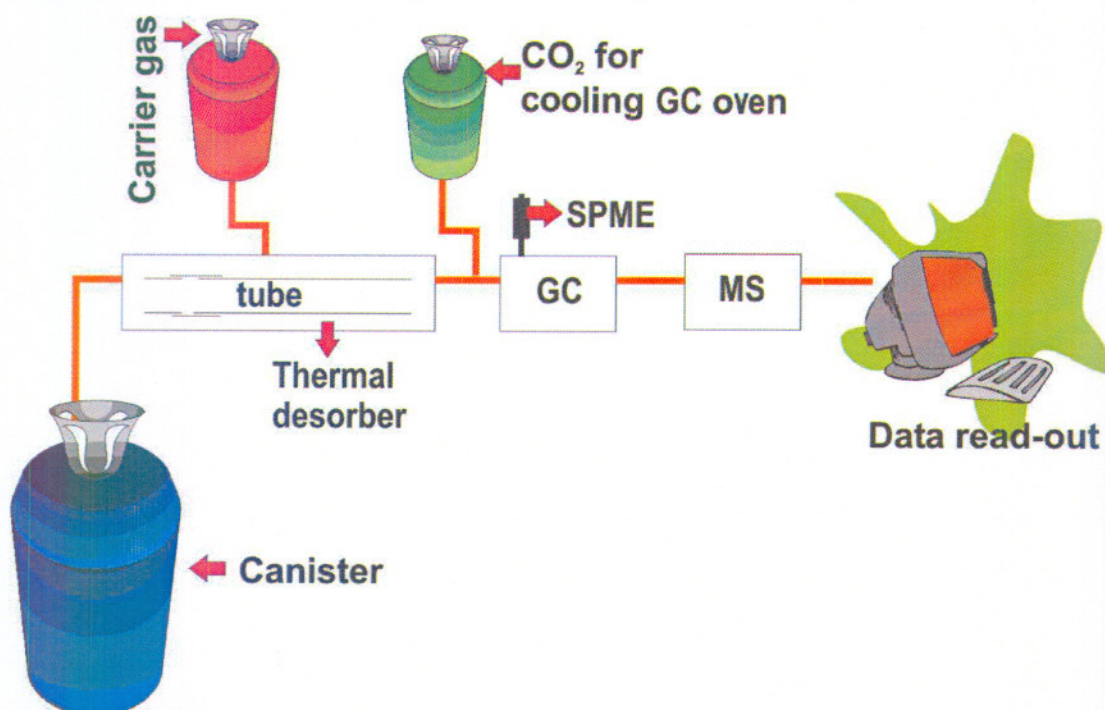 Carrier gas
CO₂ for
cooling GC oven
SPME
tube
GC
MS
Thermal
desorber
Data read-out
Canister